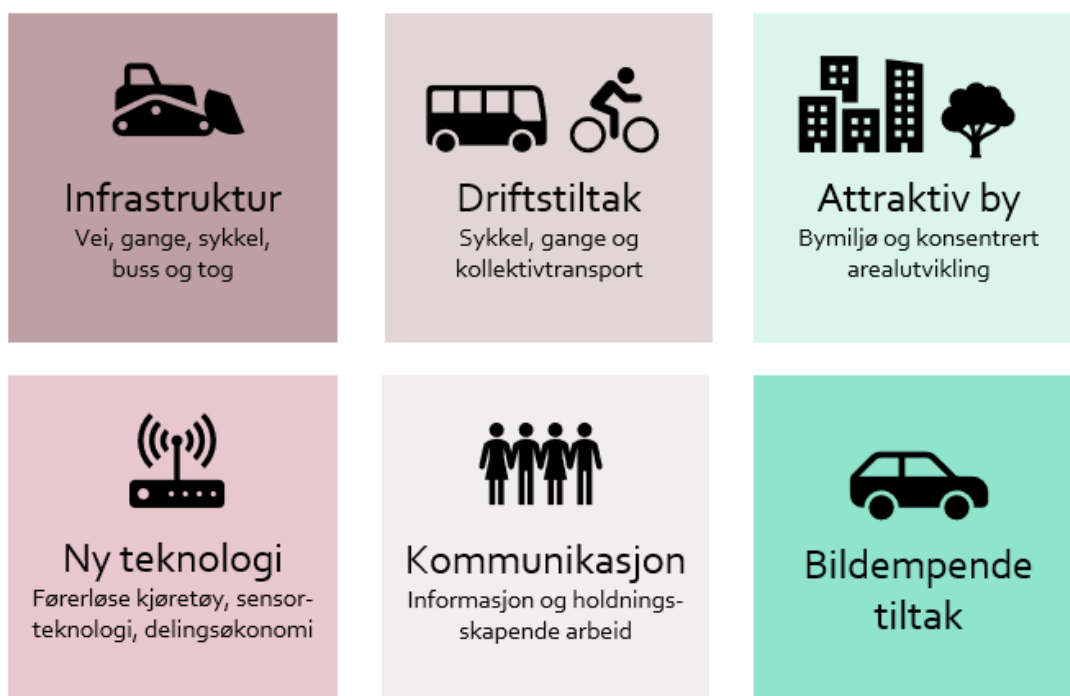 Infrastruktur
Vei, gange, sykkel,
buss og tog
Driftstiltak
Sykkel, gange og
kollektivtransport
Attraktiv by
Bymiljø og konsentrert
arealutvikling
Ny teknologi
Førerløse kjøretøy, sensor-
teknologi, delingsøkonomi
Kommunikasjon
Informasjon og holdnings-
skapende arbeid
Bildempende
tiltak